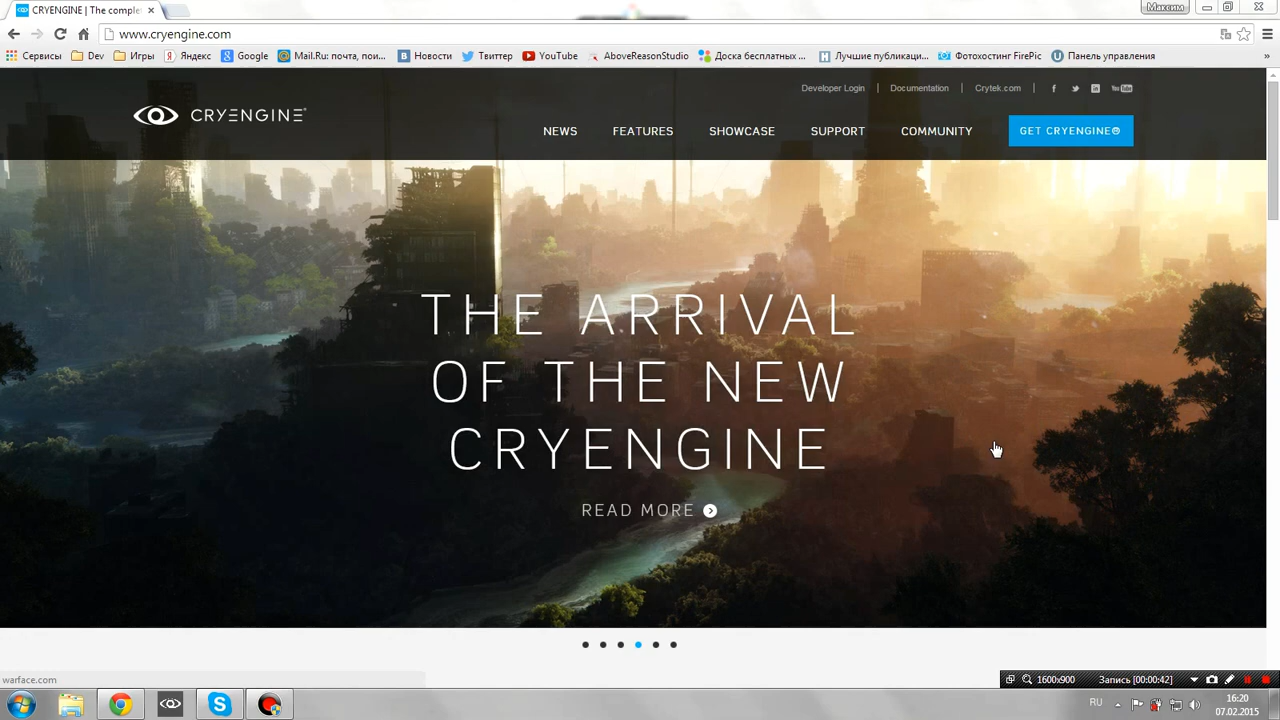 CRYENGINE | The comple
Максим
www.cryengine.com
Сервисы Dev Игры Яндекс Google Mail.Ru: почта, пои... Новости Твиттер YouTube AboveReasonStudio Доска бесплатных ... Лучшие публикаци... Фотохостинг FirePic Панель управления »
Developer Login | Documentation | Crytek.com |
CRYENGINE®
NEWS FEATURES SHOWCASE SUPPORT COMMUNITY GET CRYENGINE®
THE ARRIVAL
OF THE NEW
CRYENGINE
READ MORE
warface.com
1600x900 Запись [00:00:42]
RU 16:20
07.02.2015